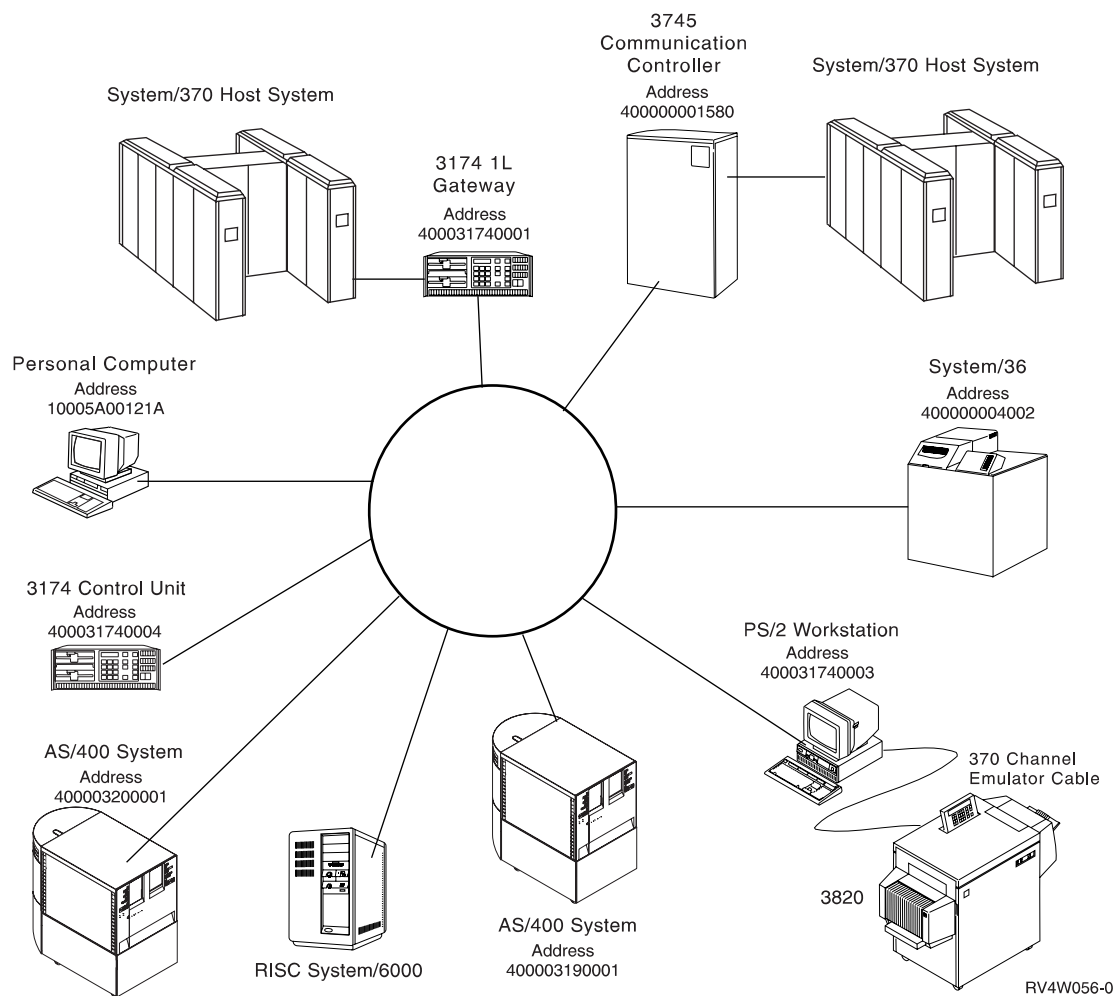 3745
Communication
Controller
Address
400000001580
System/370 Host System
System/370 Host System
3174 1L
Gateway
Address
400031740001
Personal Computer
Address
10005A00121A
System/36
Address
400000004002
3174 Control Unit
Address
400031740004
PS/2 Workstation
Address
400031740003
AS/400 System
Address
400003200001
370 Channel
Emulator Cable
3820
RISC System/6000
AS/400 System
Address
400003190001
RV4W056-0